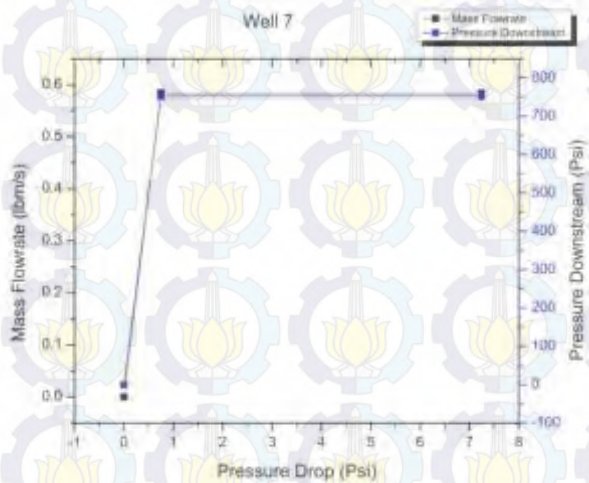 Well 7
Mass Flowrate
Pressure Downstream
Mass Flowrate (lbm/s)
0.6
0.5
0.4
0.3
0.2
0.1
0.0
800
700
600
500
400
300
200
100
0
-100
Pressure Downstream (Psi)
-1 0 1 2 3 4 5 6 7 8
Pressure Drop (Psi)